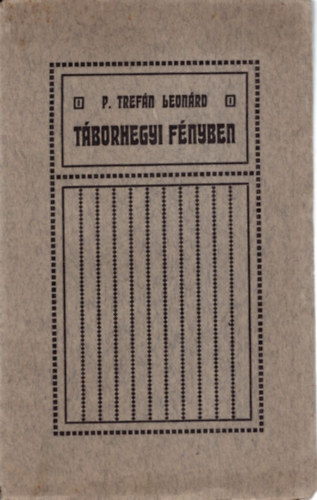 P. TREFÁN LEONÁRD
TÁBORHEGYI FÉNYBEN